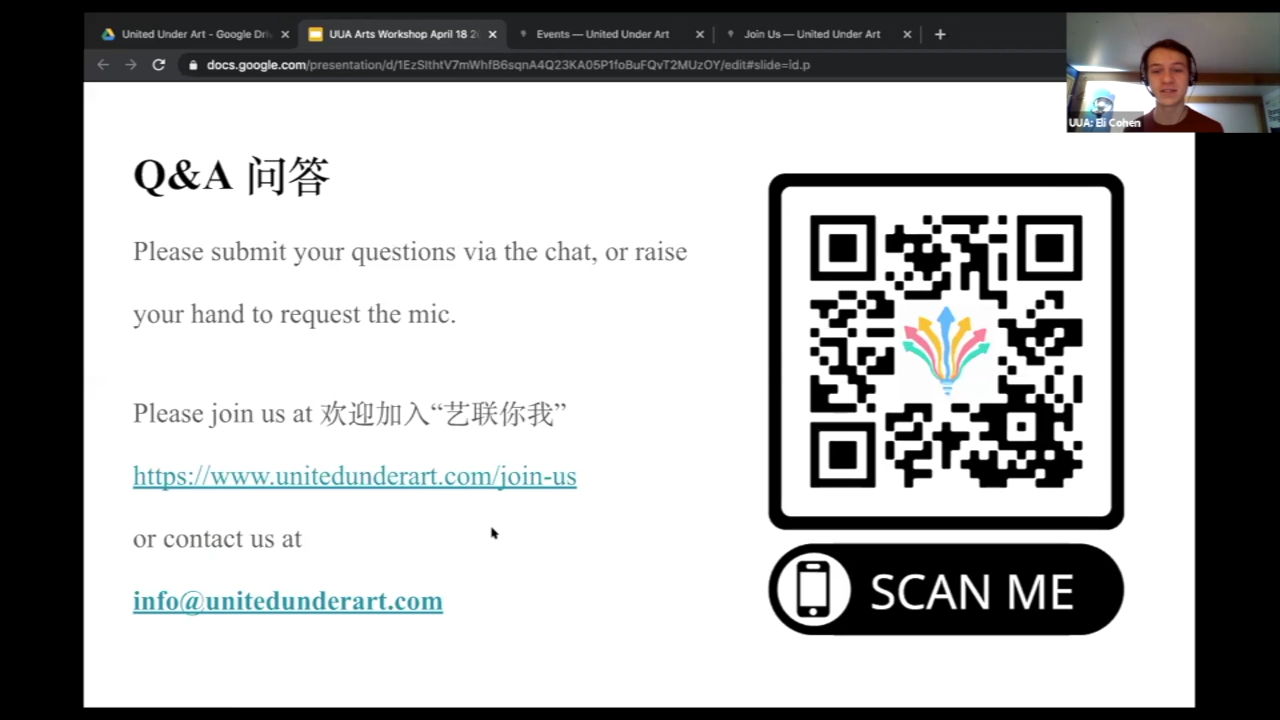 United Under Art - Google Driv
UUA Arts Workshop April 18 2
Events — United Under Art
Join Us — United Under Art
docs.google.com/presentation/d/1EzSIthtV7mWhfB6sqnA4Q23KA05P1foBuFQvT2MUzOY/edit#slide=id.p
UUA: Eli Cohen
Q&A 问答
Please submit your questions via the chat, or raise
your hand to request the mic.
Please join us at 欢迎加入“艺联你我”
https://www.unitedunderart.com/join-us
or contact us at
info@unitedunderart.com
SCAN ME